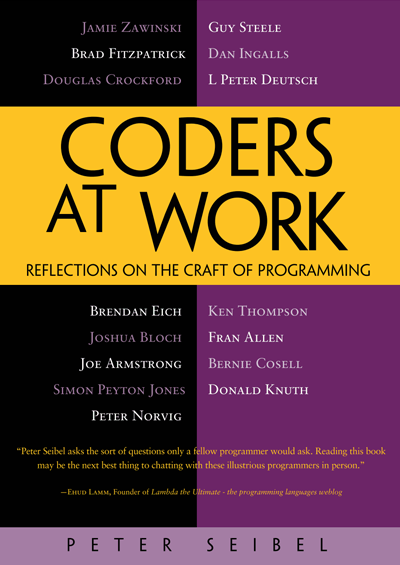 JAMIE ZAWINSKI
BRAD FITZPATRICK
DOUGLAS CROCKFORD
GUY STEELE
DAN INGALLS
L PETER DEUTSCH
CODERS
AT WORK
REFLECTIONS ON THE CRAFT OF PROGRAMMING
BRENDAN EICH
JOSHUA BLOCH
JOE ARMSTRONG
SIMON PEYTON JONES
PETER NORVIG
KEN THOMPSON
FRAN ALLEN
BERNIE COSELL
DONALD KNUTH
“Peter Seibel asks the sort of questions only a fellow programmer would ask. Reading this book
may be the next best thing to chatting with these illustrious programmers in person.”
—EHUD LAMM, Founder of Lambda the Ultimate - the programming languages weblog
PETER SEIBEL